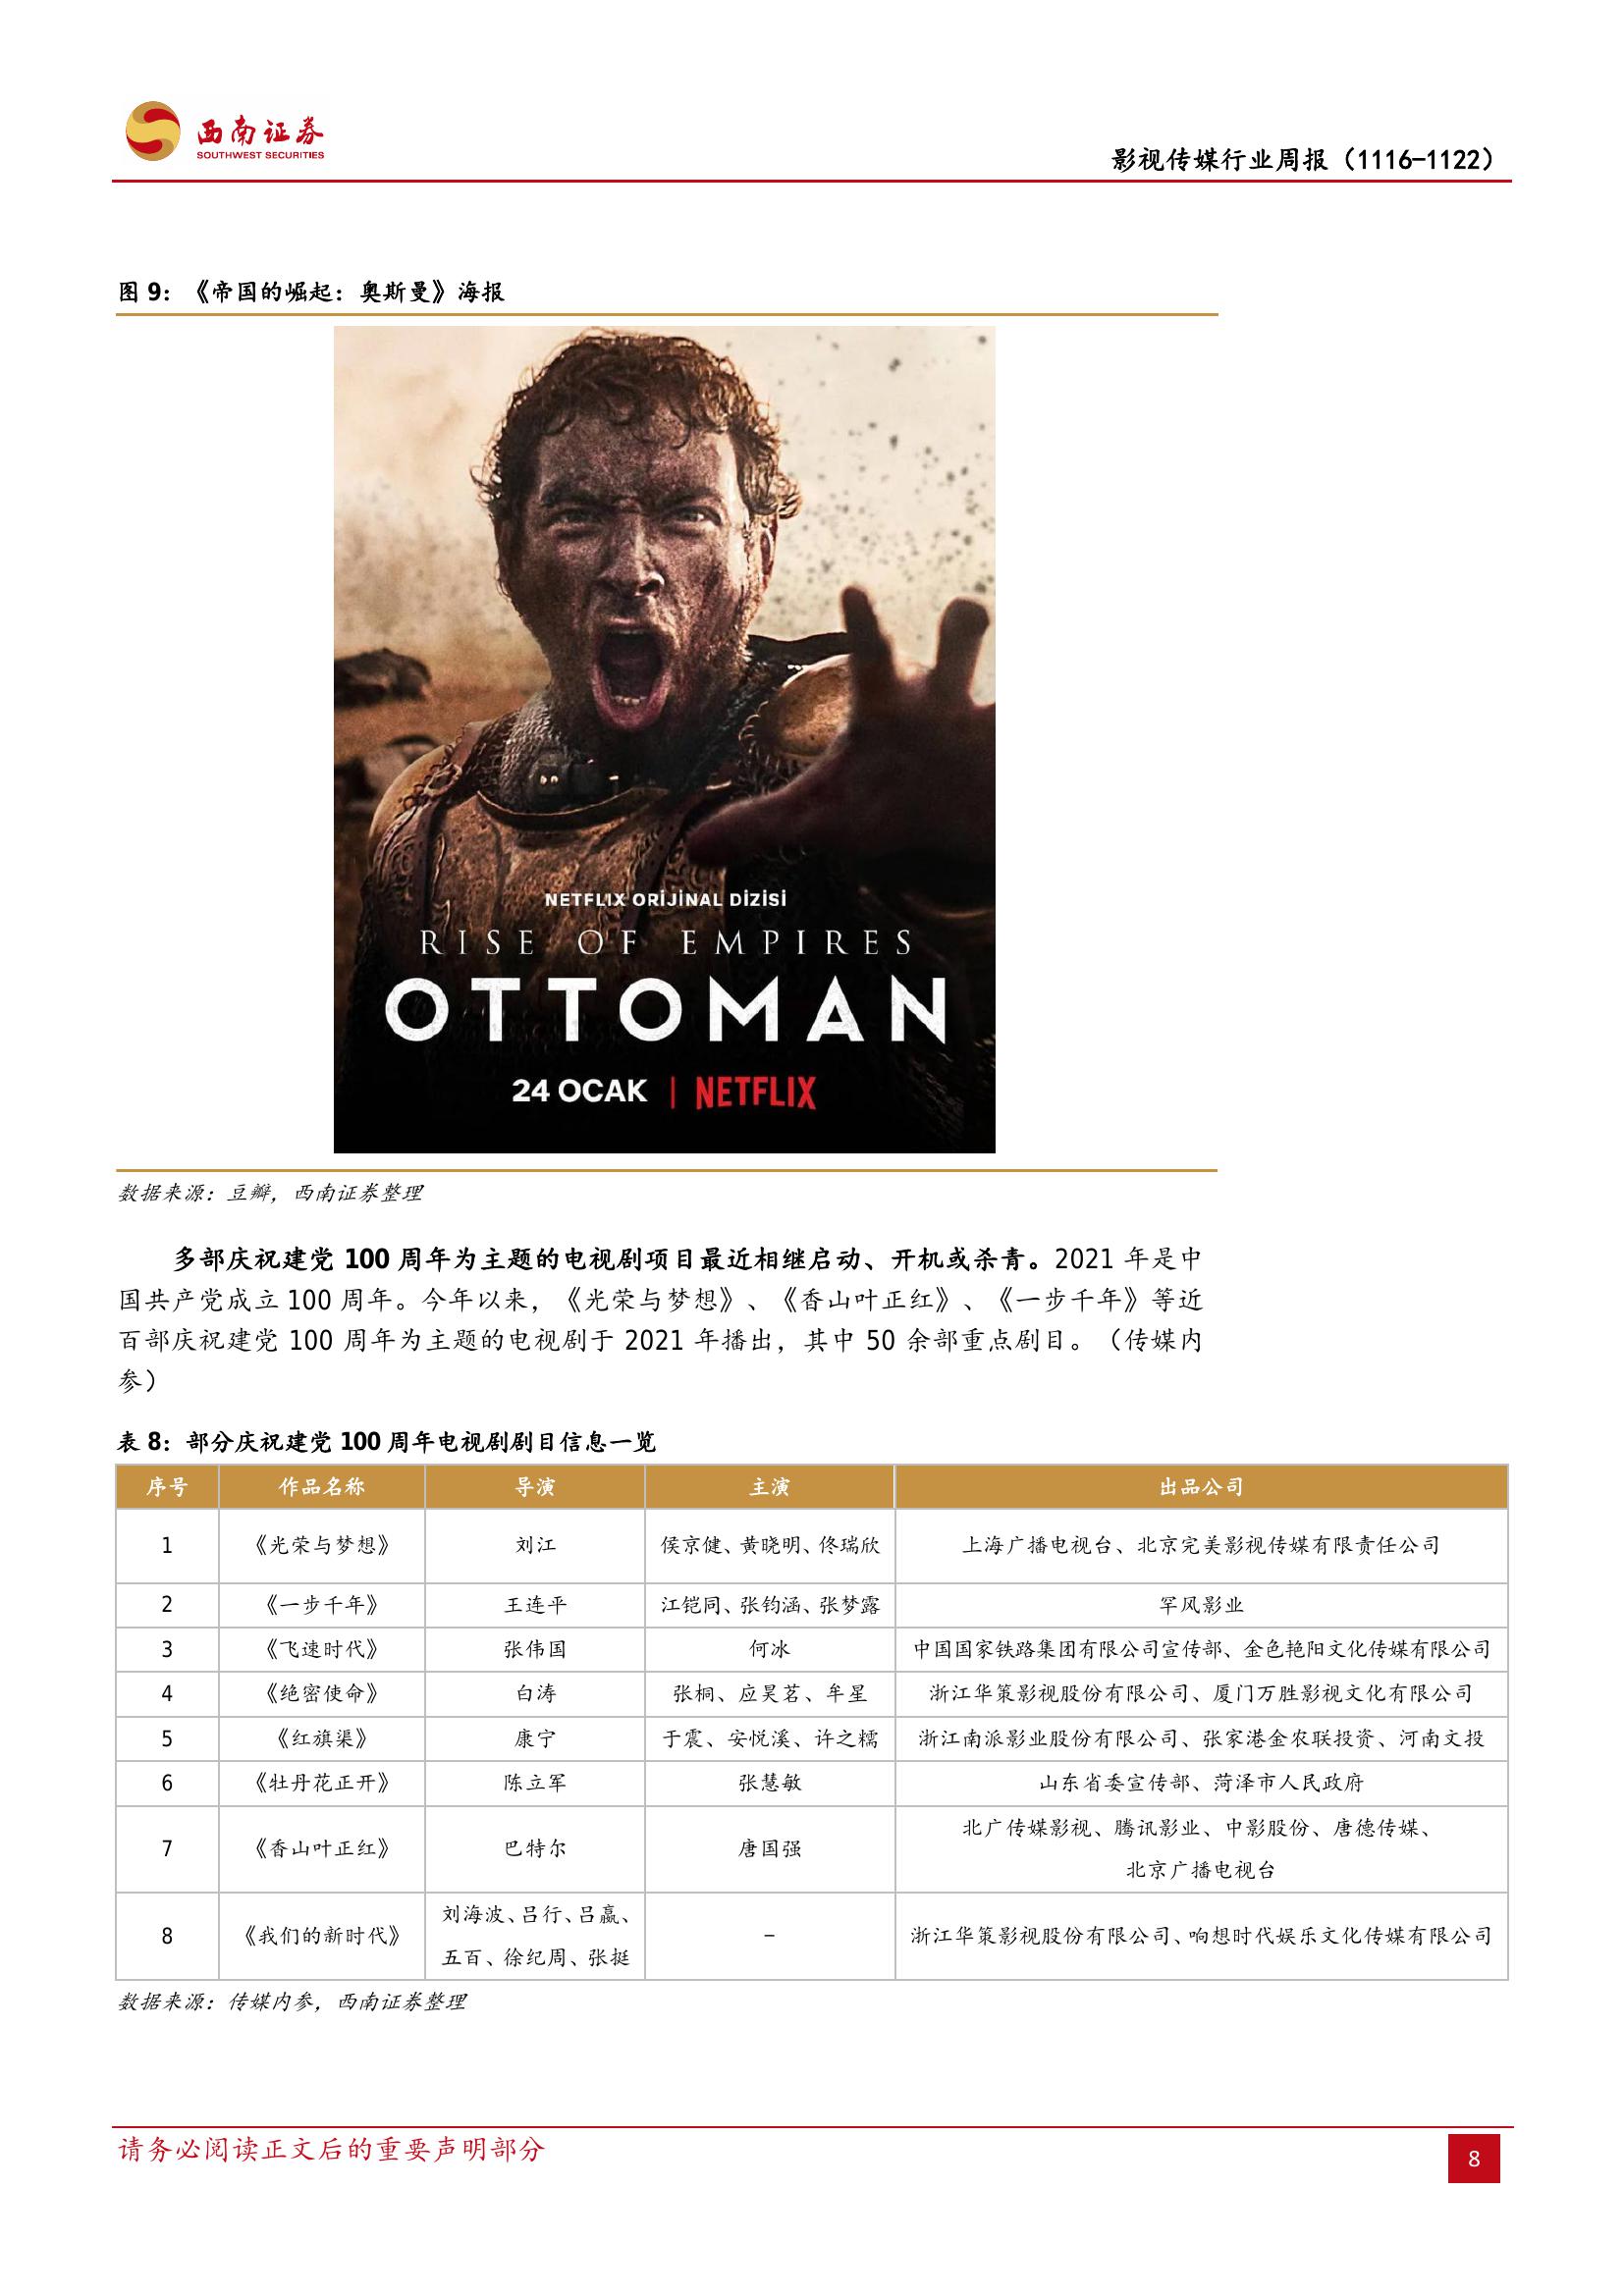 西南证券
SOUTHWEST SECURITIES
影视传媒行业周报（1116-1122）
图 9：《帝国的崛起：奥斯曼》海报
NETFLIX ORİJİNAL DİZİSİ
RISE OF EMPIRES
OTTOMAN
24 OCAK | NETFLIX
数据来源：豆瓣，西南证券整理
多部庆祝建党 100 周年为主题的电视剧项目最近相继启动、开机或杀青。2021 年是中
国共产党成立 100 周年。今年以来，《光荣与梦想》、《香山叶正红》、《一步千年》等近
百部庆祝建党 100 周年为主题的电视剧于 2021 年播出，其中 50 余部重点剧目。（传媒内
参）
表 8：部分庆祝建党 100 周年电视剧剧目信息一览
序号 作品名称 导演 主演 出品公司
1 《光荣与梦想》 刘江 侯京健、黄晓明、佟瑞欣 上海广播电视台、北京完美影视传媒有限责任公司
2 《一步千年》 王连平 江铠同、张钧涵、张梦露 罕风影业
3 《飞速时代》 张伟国 何冰 中国国家铁路集团有限公司宣传部、金色艳阳文化传媒有限公司
4 《绝密使命》 白涛 张桐、应昊茗、牟星 浙江华策影视股份有限公司、厦门万胜影视文化有限公司
5 《红旗渠》 康宁 于震、安悦溪、许之糯 浙江南派影业股份有限公司、张家港金农联投资、河南文投
6 《牡丹花正开》 陈立军 张慧敏 山东省委宣传部、菏泽市人民政府
7 《香山叶正红》 巴特尔 唐国强 北广传媒影视、腾讯影业、中影股份、唐德传媒、
北京广播电视台
8 《我们的新时代》 刘海波、吕行、吕赢、
五百、徐纪周、张挺 - 浙江华策影视股份有限公司、响想时代娱乐文化传媒有限公司
数据来源：传媒内参，西南证券整理
请务必阅读正文后的重要声明部分
8